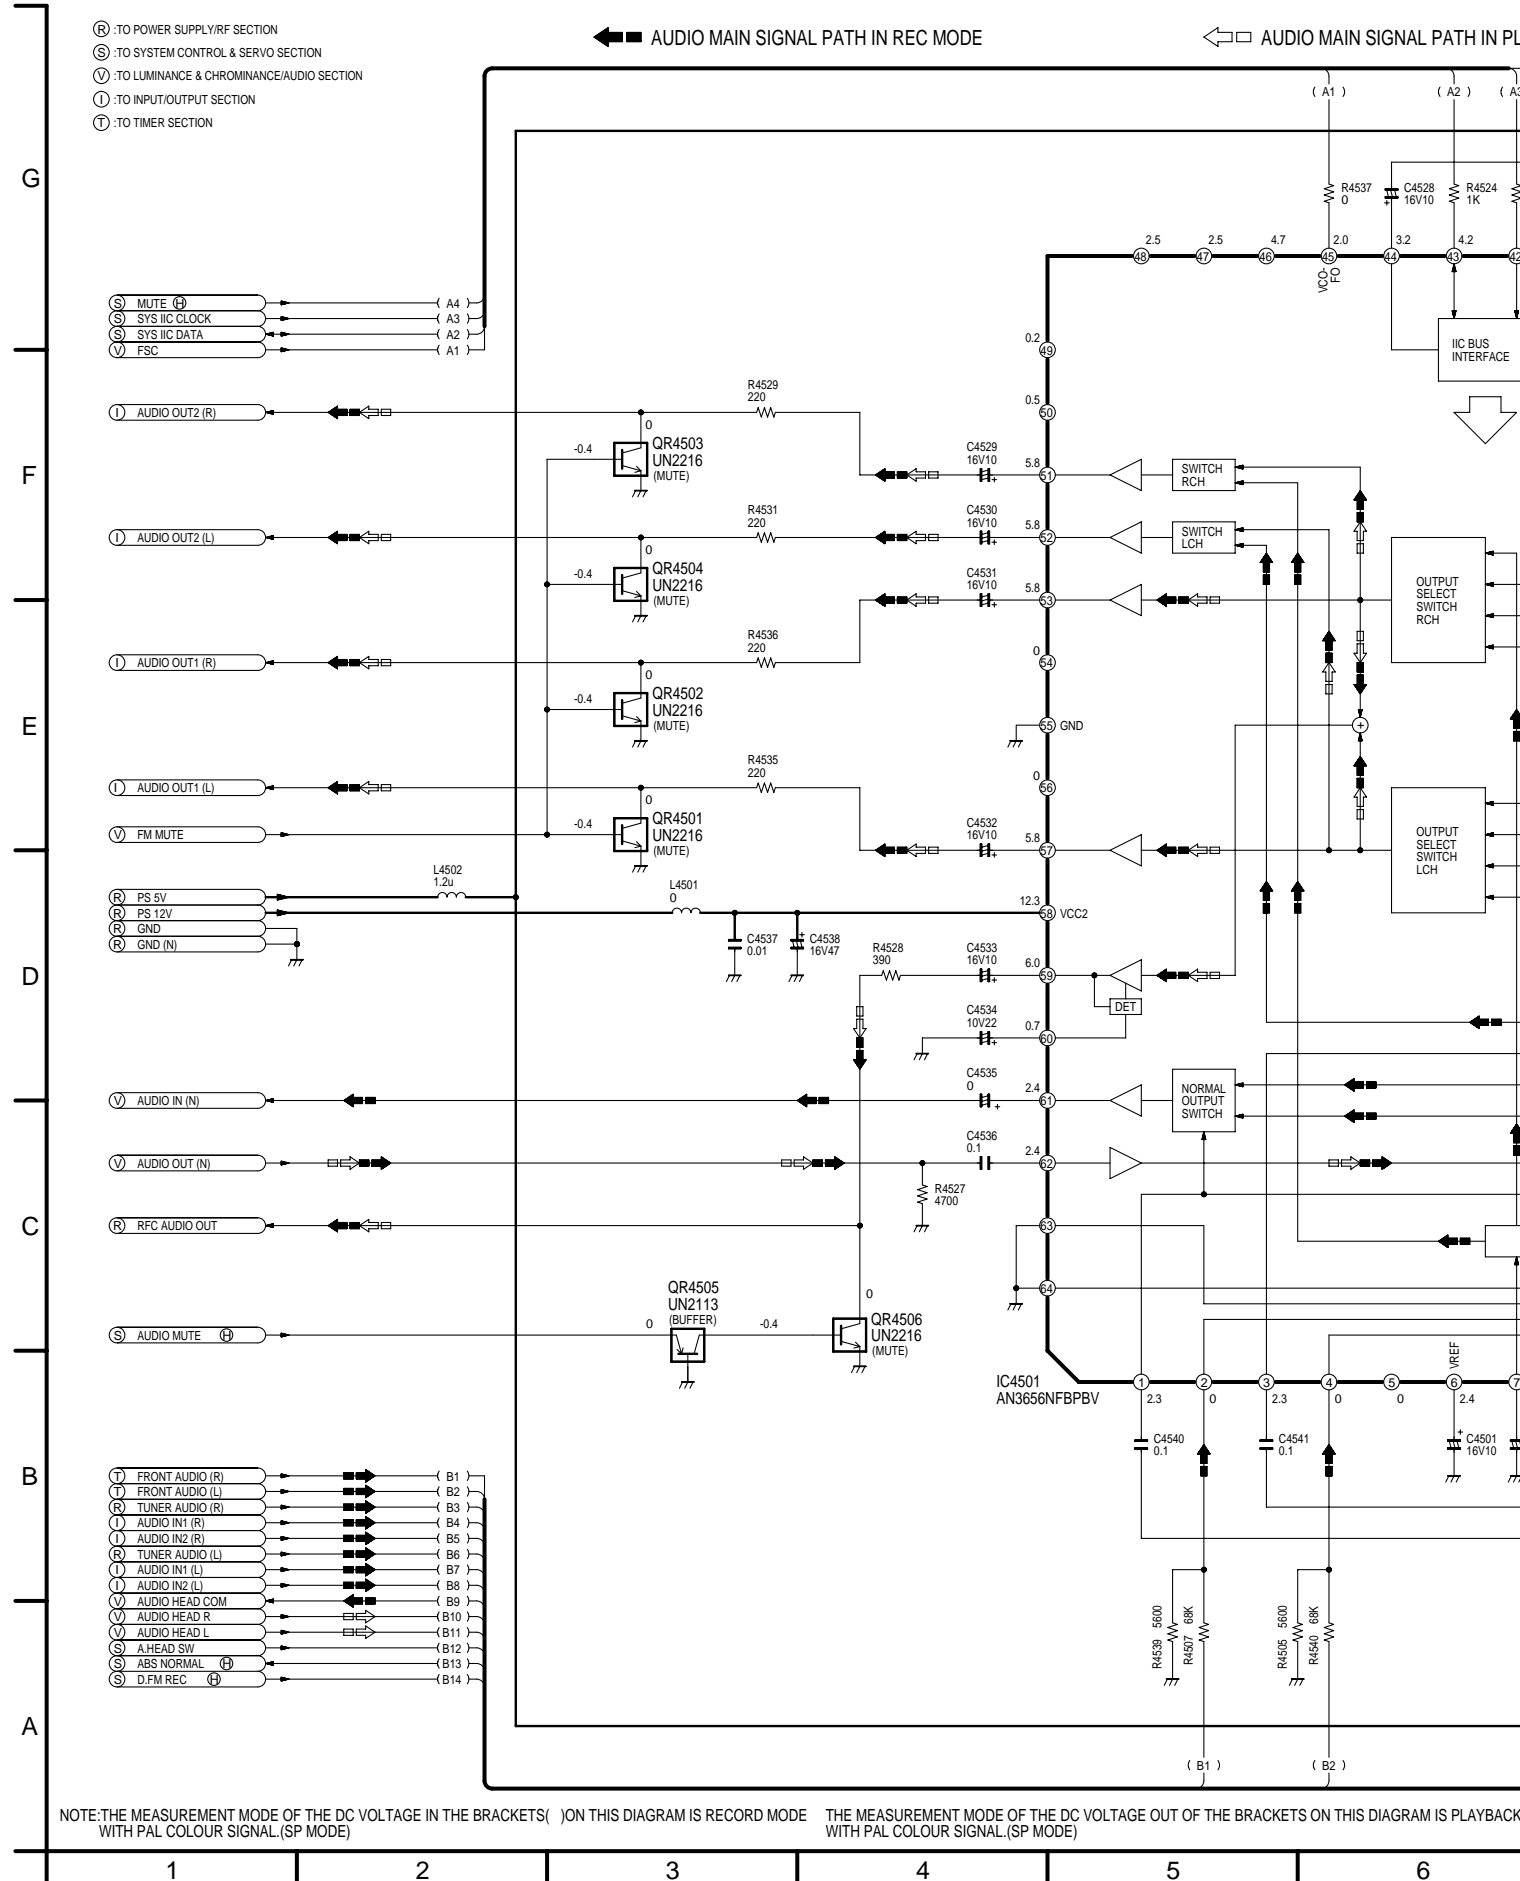 R :TO POWER SUPPLY/RF SECTION
S :TO SYSTEM CONTROL & SERVO SECTION
V :TO LUMINANCE & CHROMINANCE/AUDIO SECTION
I :TO INPUT/OUTPUT SECTION
T :TO TIMER SECTION
AUDIO MAIN SIGNAL PATH IN REC MODE
AUDIO MAIN SIGNAL PATH IN
( A1 )
( A2 )
G
R4537
0
C4528
16V10
+
R4524
1K
2.5
2.5
4.7
2.0
3.2
4.2
48
47
46
45
44
43
42
VCO-
FO
S MUTE H
( A4 )
S SYS IIC CLOCK
( A3 )
S SYS IIC DATA
( A2 )
V FSC
( A1 )
0.2
49
IIC BUS
INTERFACE
I AUDIO OUT2 (R)
R4529
220
0
0.5
50
F
-0.4
QR4503
UN2216
(MUTE)
C4529
16V10
+
5.8
51
SWITCH
RCH
I AUDIO OUT2 (L)
R4531
220
0
C4530
16V10
+
5.8
52
SWITCH
LCH
-0.4
QR4504
UN2216
(MUTE)
C4531
16V10
+
5.8
53
OUTPUT
SELECT
SWITCH
RCH
I AUDIO OUT1 (R)
R4536
220
0
0
54
E
-0.4
QR4502
UN2216
(MUTE)
55 GND
+
I AUDIO OUT1 (L)
R4535
220
0
0
56
V FM MUTE
-0.4
QR4501
UN2216
(MUTE)
C4532
16V10
+
5.8
57
OUTPUT
SELECT
SWITCH
LCH
L4502
1.2u
L4501
0
R PS 5V
R PS 12V
R GND
R GND (N)
12.3
58 VCC2
D
C4537
0.01
+
C4538
16V47
R4528
390
C4533
16V10
+
6.0
59
DET
C4534
10V22
+
0.7
60
C4535
0
+
2.4
61
NORMAL
OUTPUT
SWITCH
V AUDIO IN (N)
C4536
0.1
2.4
62
V AUDIO OUT (N)
R4527
4700
C
R RFC AUDIO OUT
63
64
QR4505
UN2113
(BUFFER)
0
QR4506
UN2216
(MUTE)
S AUDIO MUTE H
0
-0.4
IC4501
AN3656NFBPBV
VREF
1
2
3
4
5
6
7
2.3
0
2.3
0
0
2.4
C4540
0.1
C4541
0.1
+
C4501
16V10
B
T FRONT AUDIO (R)
( B1 )
T FRONT AUDIO (L)
( B2 )
R TUNER AUDIO (R)
( B3 )
I AUDIO IN1 (R)
( B4 )
I AUDIO IN2 (R)
( B5 )
R TUNER AUDIO (L)
( B6 )
I AUDIO IN1 (L)
( B7 )
I AUDIO IN2 (L)
( B8 )
V AUDIO HEAD COM
( B9 )
V AUDIO HEAD R
( B10 )
V AUDIO HEAD L
( B11 )
S A.HEAD SW
( B12 )
S ABS NORMAL H
( B13 )
S D.FM REC H
( B14 )
R4539 5600
R4507 68K
R4505 5600
R4540 68K
A
( B1 )
( B2 )
NOTE:THE MEASUREMENT MODE OF THE DC VOLTAGE IN THE BRACKETS( )ON THIS DIAGRAM IS RECORD MODE
WITH PAL COLOUR SIGNAL.(SP MODE)
THE MEASUREMENT MODE OF THE DC VOLTAGE OUT OF THE BRACKETS ON THIS DIAGRAM IS PLAYBACK
WITH PAL COLOUR SIGNAL.(SP MODE)
1
2
3
4
5
6